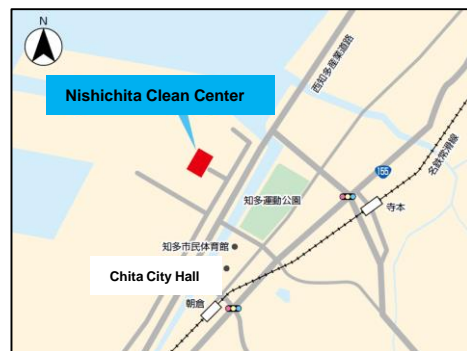 N
西知多産業道路
Nishichita Clean Center
155
名鉄常滑線
知多運動公園
寺本
知多市民体育館
Chita City Hall
朝倉